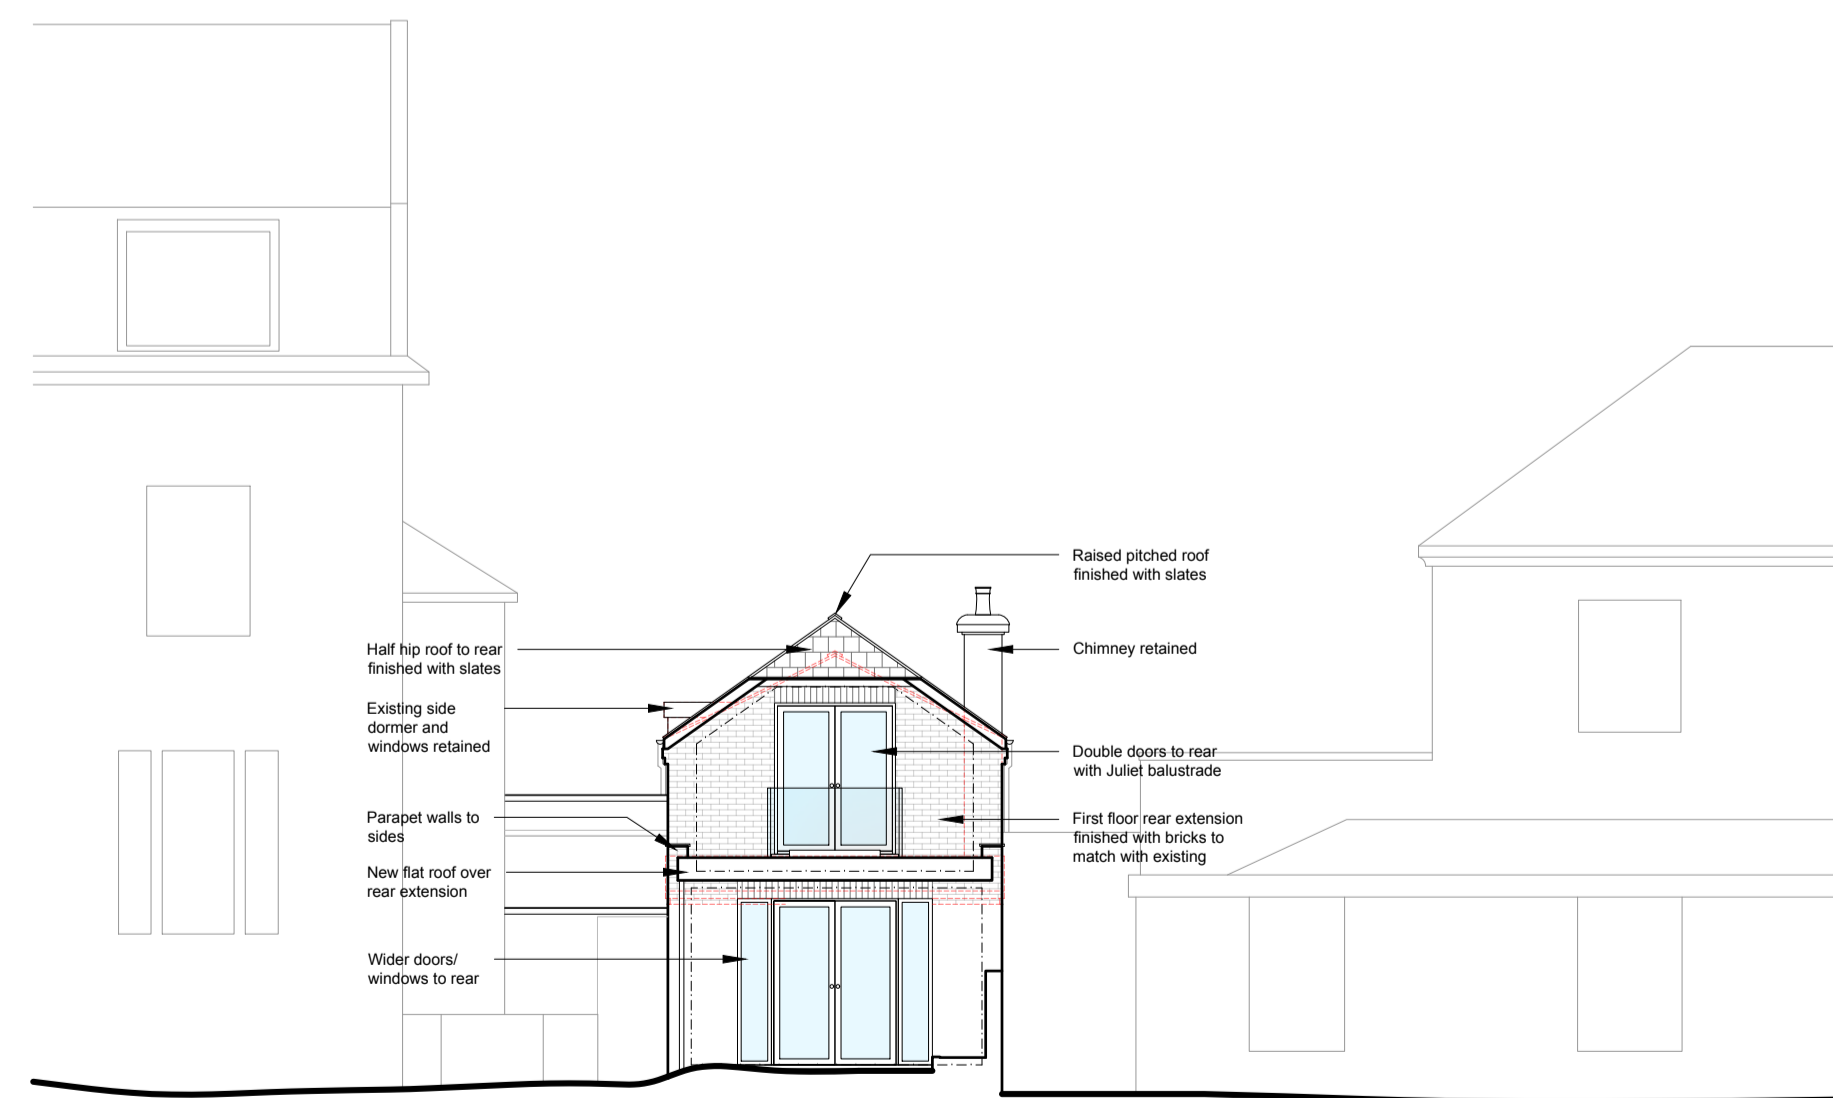 Half hip roof to rear
finished with slates
Existing side
dormer and
windows retained
Parapet walls to
sides
New flat roof over
rear extension
Wider doors/
windows to rear
Raised pitched roof
finished with slates
Chimney retained
Double doors to rear
with Juliet balustrade
First floor rear extension
finished with bricks to
match with existing